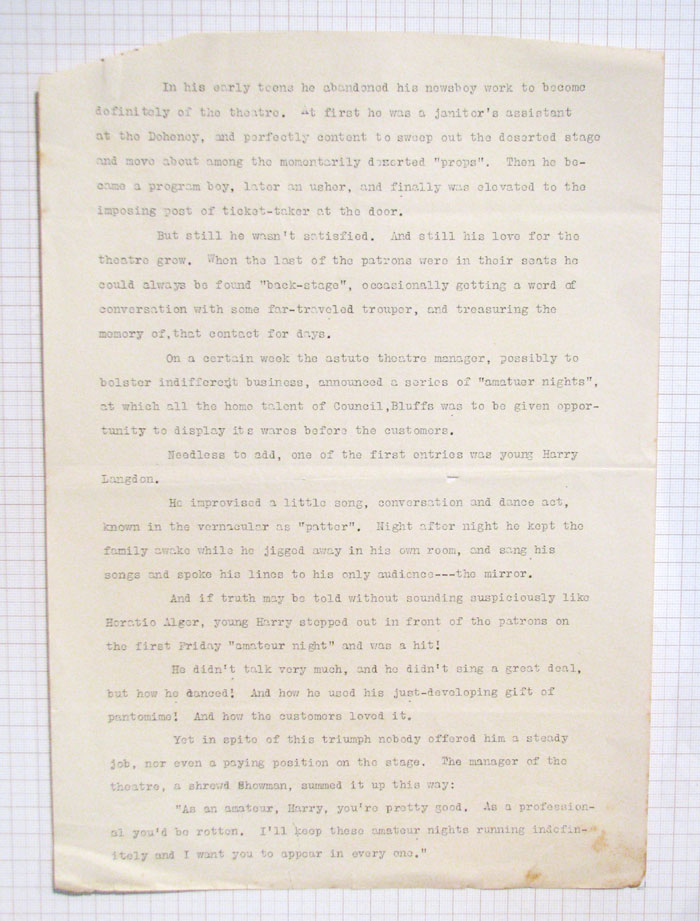 In his early teens he abandoned his newsboy work to become
definitely of the theatre. At first he was a janitor's assistant
at the Doheney, and perfectly content to sweep out the deserted stage
and move about among the momentarily deserted "props". Then he be-
came a program boy, later an usher, and finally was elevated to the
imposing post of ticket-taker at the door.
But still he wasn't satisfied. And still his love for the
theatre grew. When the last of the patrons were in their seats he
could always be found "back-stage", occasionally getting a word of
conversation with some far-traveled trouper, and treasuring the
memory of,that contact for days.
On a certain week the astute theatre manager, possibly to
bolster indifferent business, announced a series of "amatuer nights",
at which all the home talent of Council,Bluffs was to be given oppor-
tunity to display its wares before the customers.
Needless to add, one of the first entries was young Harry
Langdon.
He improvised a little song, conversation and dance act,
known in the vernacular as "patter". Night after night he kept the
family awake while he jigged away in his own room, and sang his
songs and spoke his lines to his only audience---the mirror.
And if truth may be told without sounding suspiciously like
Horatio Alger, young Harry stepped out in front of the patrons on
the first Friday "amateur night" and was a hit!
He didn't talk very much, and he didn't sing a great deal,
but how he danced! And how he used his just-developing gift of
pantomime! And how the customers loved it.
Yet in spite of this triumph nobody offered him a steady
job, nor even a paying position on the stage. The manager of the
theatre, a shrewd Showman, summed it up this way:
"As an amateur, Harry, you're pretty good. As a profession-
al you'd be rotten. I'll keep these amateur nights running indefin-
itely and I want you to appear in every one."